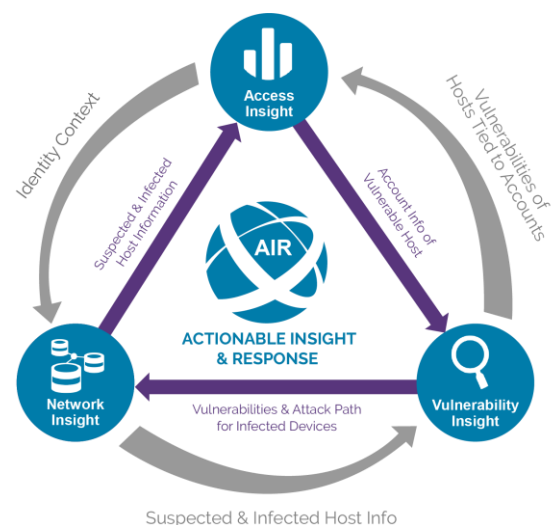 Access
Insight
Identity Context
Vulnerabilities of
Hosts Tied to Accounts
Suspected & Infected
Host Information
Account Info of
Vulnerable Host
AIR
ACTIONABLE INSIGHT
& RESPONSE
Network
Insight
Vulnerability
Insight
Vulnerabilities & Attack Path
for Infected Devices
Suspected & Infected Host Info